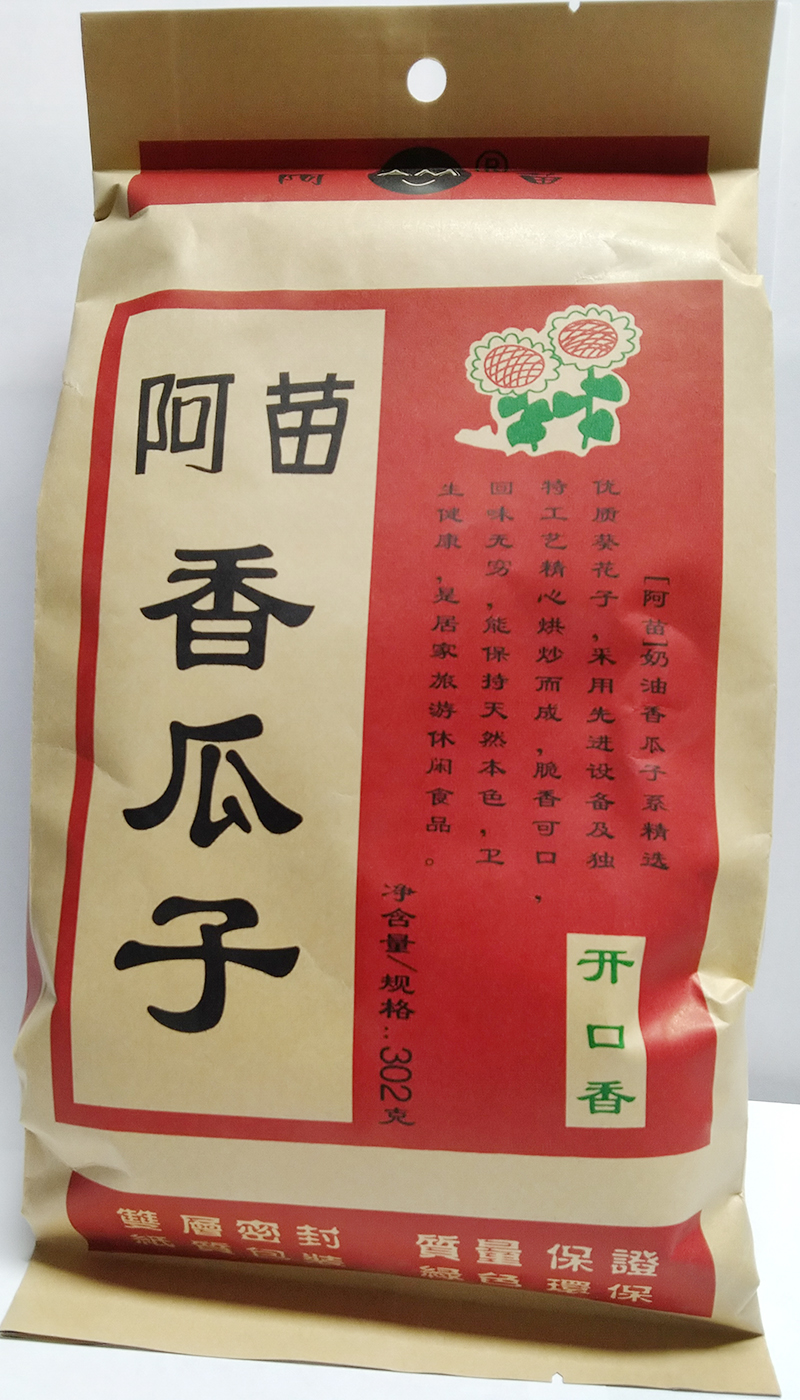 AM ®
阿苗
香瓜子
[阿苗]奶油香瓜子系精选
优质葵花子,采用先进设备及独
特工艺精心烘炒而成,脆香可口,
回味无穷,能保持天然本色,卫
生健康,是居家旅游休闲食品。
净含量/规格:302克
开口香
雙層密封
紙質包裝
質量保證
綠色環保